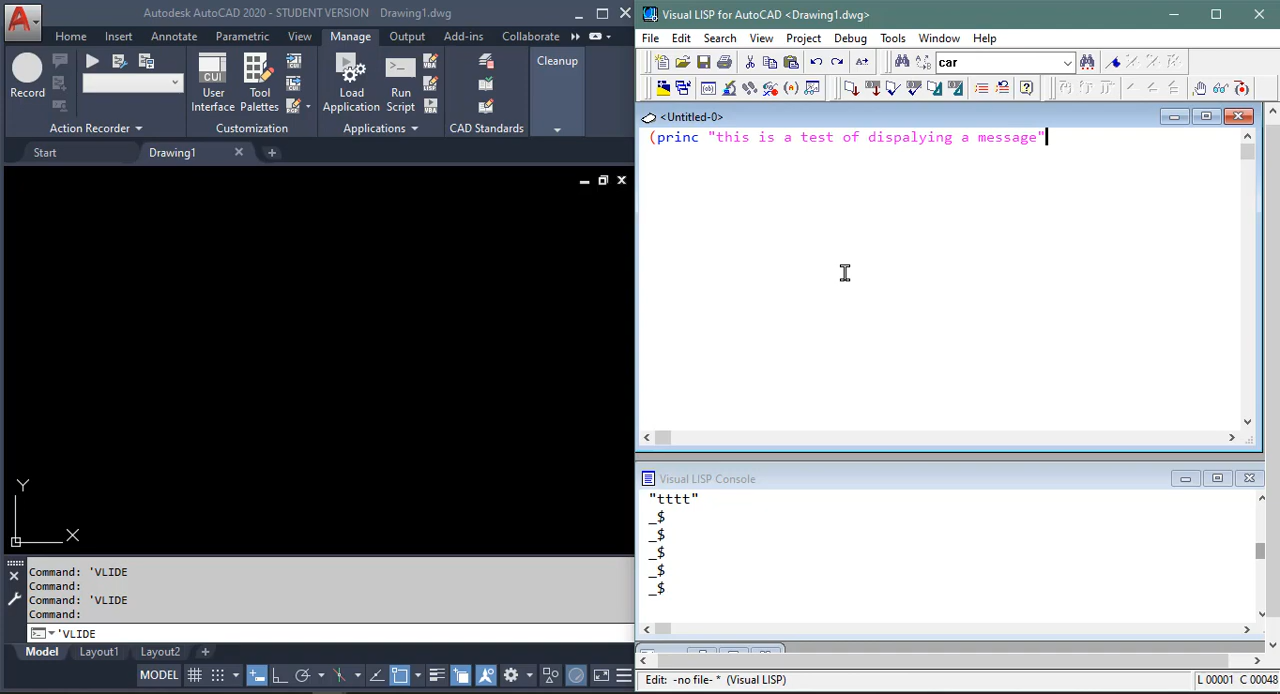 Autodesk AutoCAD 2020 - STUDENT VERSION Drawing1.dwg
Home Insert Annotate Parametric View Manage Output Add-ins Collaborate
Record
CUI
User Interface
Tool Palettes
Load Application
Run Script
Cleanup
Action Recorder Customization Applications CAD Standards
Start Drawing1
Y
X
Command: 'VLIDE
Command:
Command: 'VLIDE
Command:
'VLIDE
Model Layout1 Layout2
MODEL
Visual LISP for AutoCAD <Drawing1.dwg>
File Edit Search View Project Debug Tools Window Help
car
<Untitled-0>
(princ "this is a test of dispalying a message"
Visual LISP Console
"tttt"
_$
_$
_$
_$
_$
Edit: -no file- * (Visual LISP) L 00001 C 00048